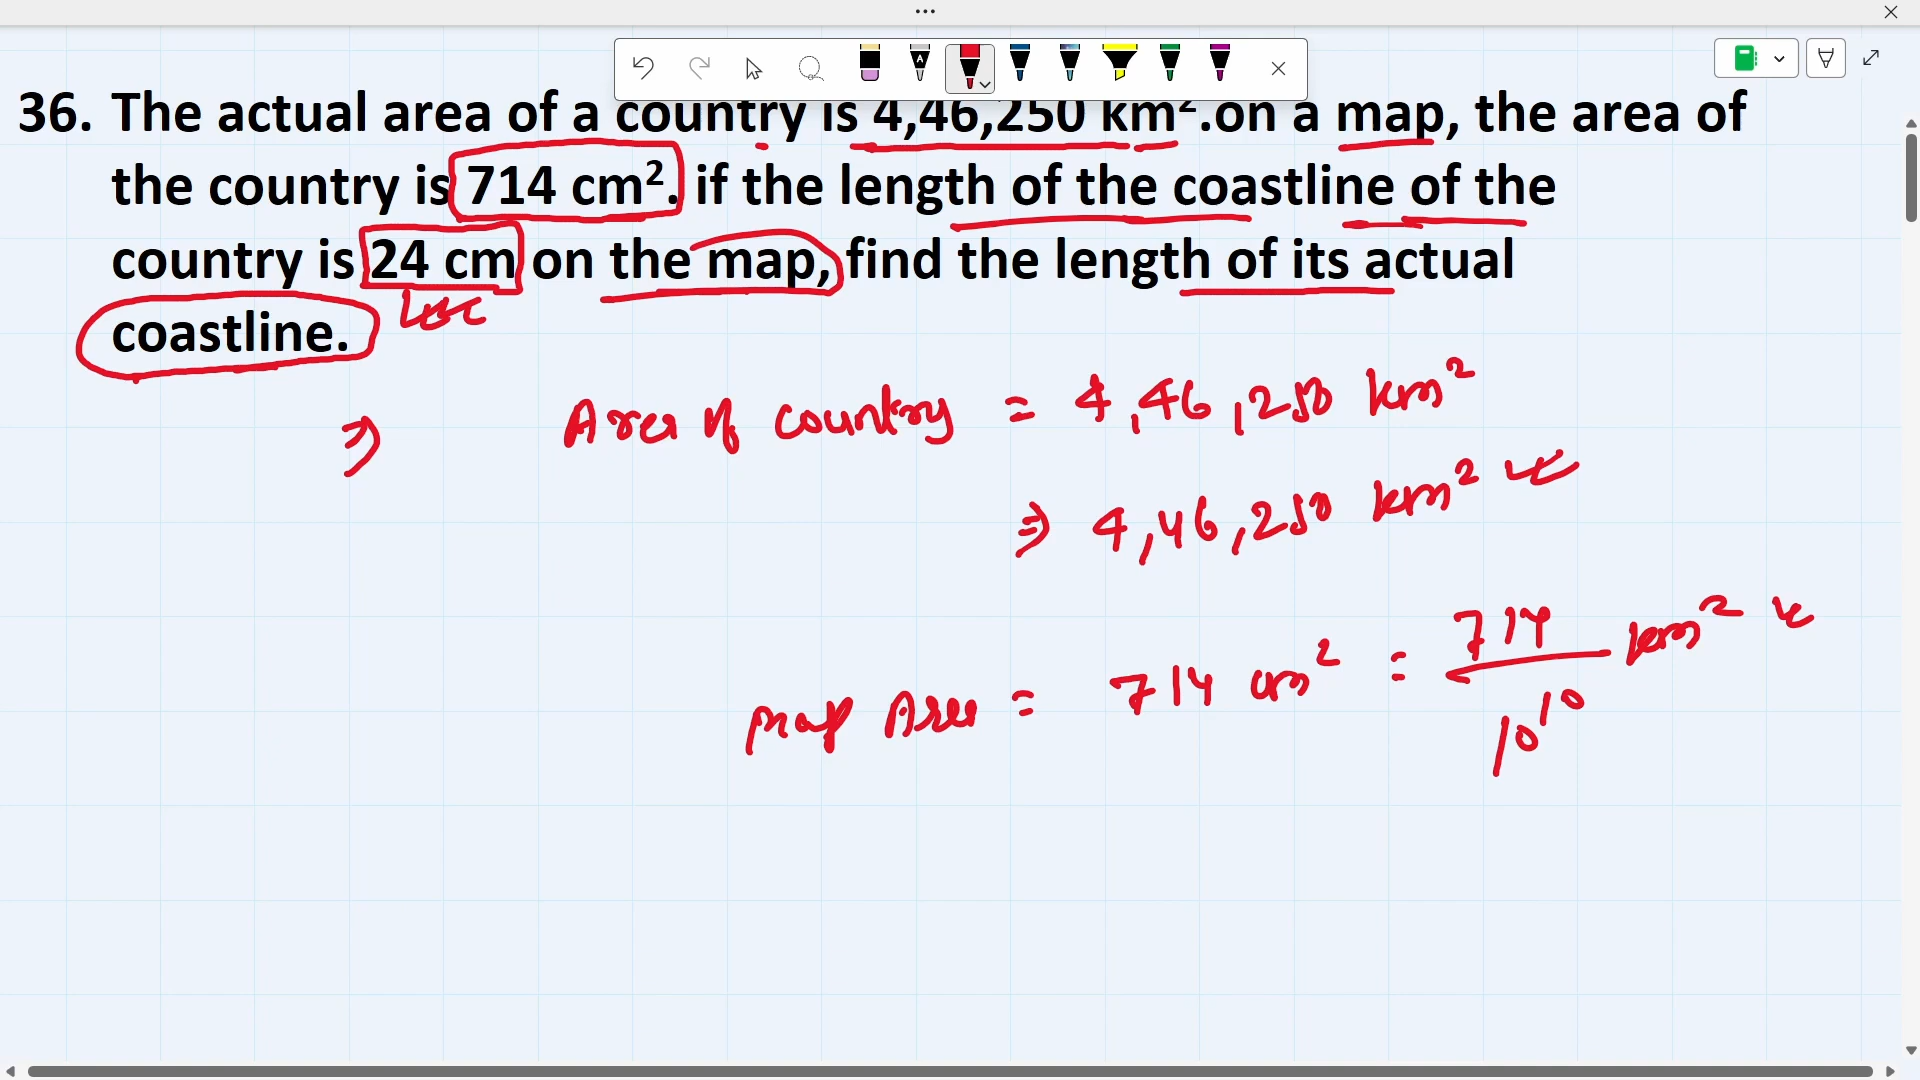 36. The actual area of a country is 4,46,250 km².on a map, the area of
the country is 714 cm². if the length of the coastline of the
country is 24 cm on the map, find the length of its actual
coastline.
⇒ Area of country = 4,46,250 km²
⇒ 4,46,250 km²
map Area = 714 cm² = 714/10¹⁰ km²